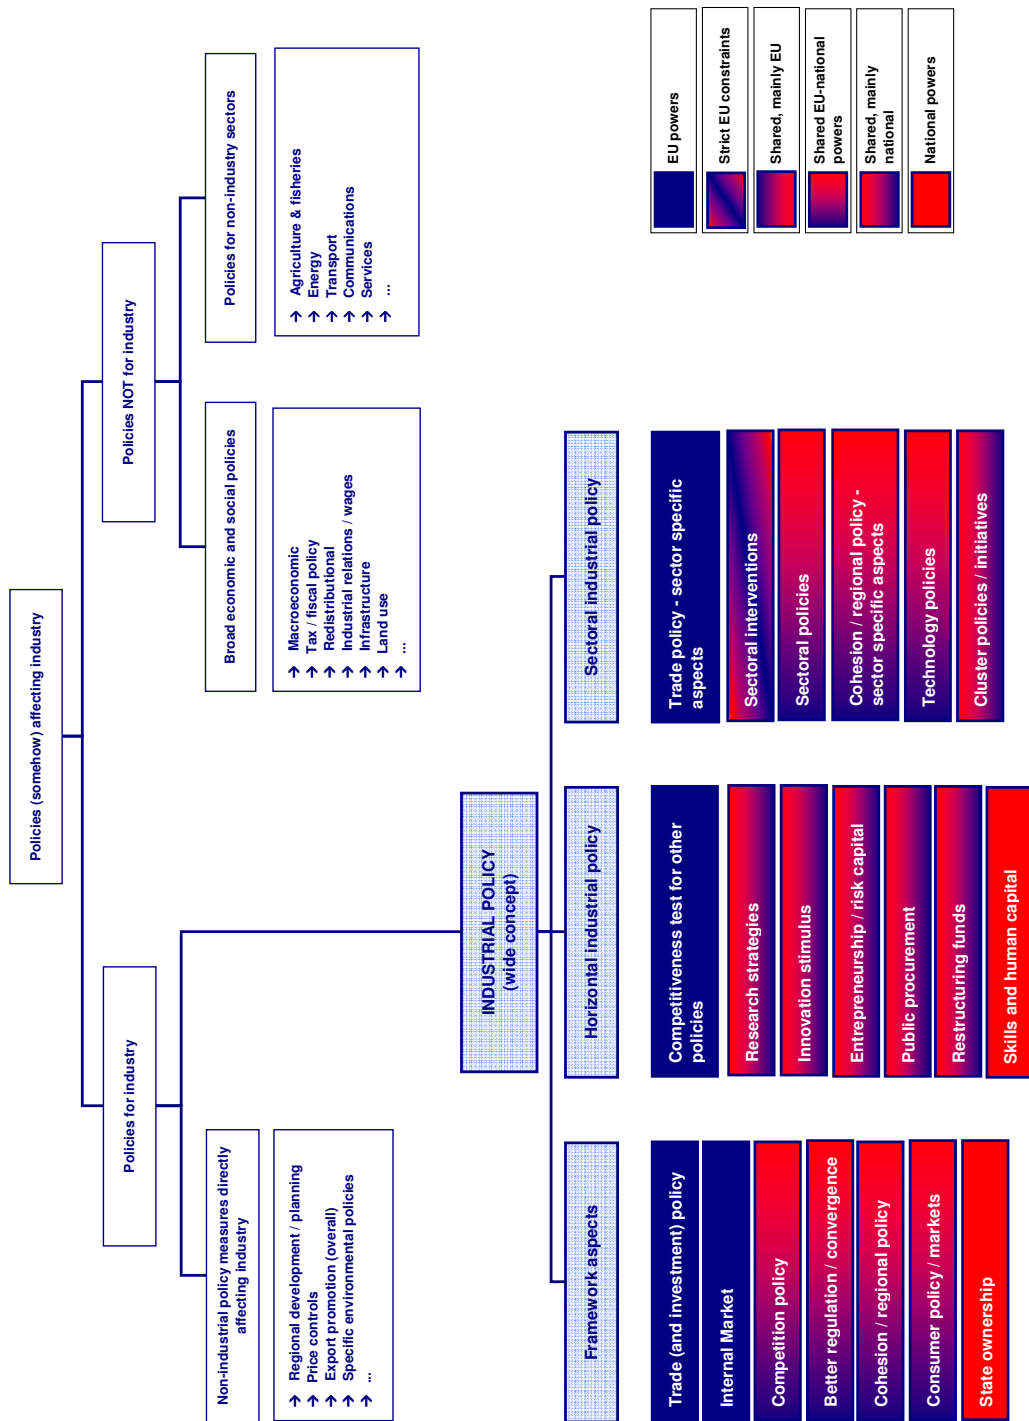 Policies (somehow) affecting industry
Policies for industry
Policies NOT for industry
Non-industrial policy measures directly
affecting industry
→ Regional development / planning
→ Price controls
→ Export promotion (overall)
→ Specific environmental policies
→ ...
Broad economic and social policies
→ Macroeconomic
→ Tax / fiscal policy
→ Redistributional
→ Industrial relations / wages
→ Infrastructure
→ Land use
→ ...
Policies for non-industry sectors
→ Agriculture & fisheries
→ Energy
→ Transport
→ Communications
→ Services
→ ...
INDUSTRIAL POLICY
(wide concept)
Framework aspects
Trade (and investment) policy
Internal Market
Competition policy
Better regulation / convergence
Cohesion / regional policy
Consumer policy / markets
State ownership
Horizontal industrial policy
Competitiveness test for other
policies
Research strategies
Innovation stimulus
Entrepreneurship / risk capital
Public procurement
Restructuring funds
Skills and human capital
Sectoral industrial policy
Trade policy - sector specific
aspects
Sectoral interventions
Sectoral policies
Cohesion / regional policy -
sector specific aspects
Technology policies
Cluster policies / initiatives
EU powers
Strict EU constraints
Shared, mainly EU
Shared EU-national
powers
Shared, mainly
national
National powers